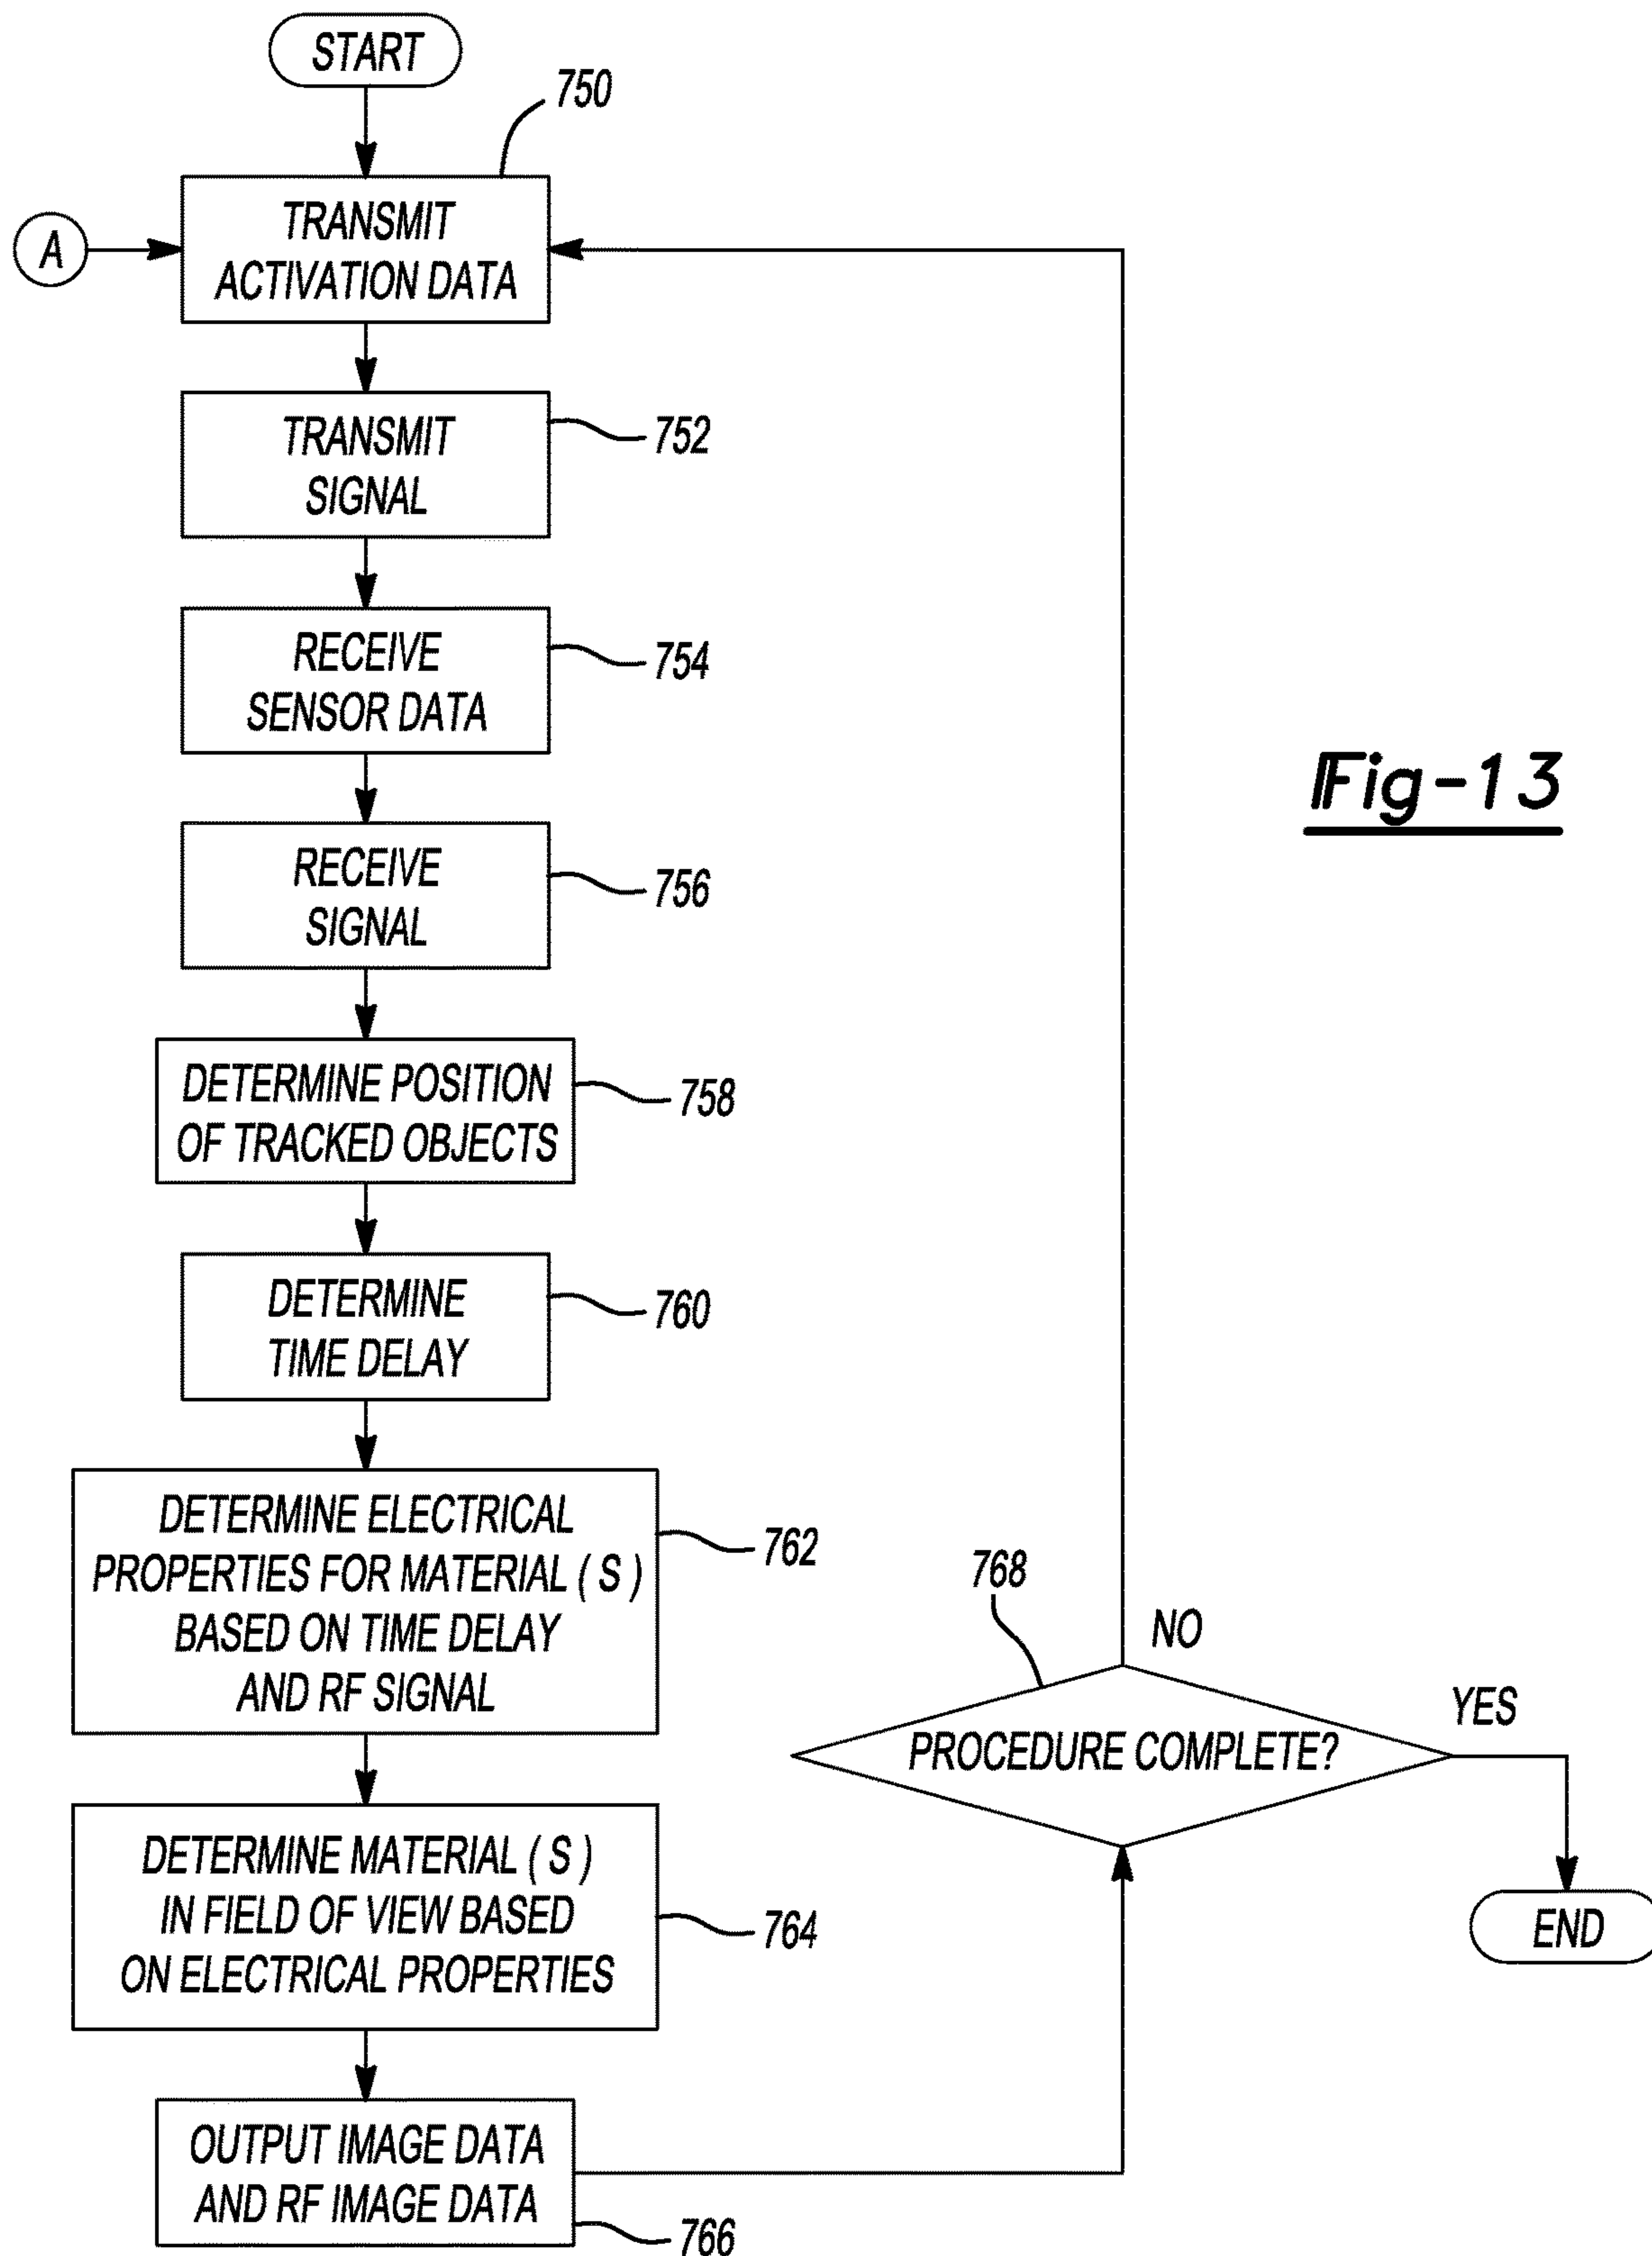 START
750
A
TRANSMIT
ACTIVATION DATA
TRANSMIT
SIGNAL
752
RECEIVE
SENSOR DATA
754
Fig-13
RECEIVE
SIGNAL
756
DETERMINE POSITION
OF TRACKED OBJECTS
758
DETERMINE
TIME DELAY
760
DETERMINE ELECTRICAL
PROPERTIES FOR MATERIAL ( S )
BASED ON TIME DELAY
AND RF SIGNAL
762
768
NO
YES
PROCEDURE COMPLETE?
DETERMINE MATERIAL ( S )
IN FIELD OF VIEW BASED
ON ELECTRICAL PROPERTIES
764
END
OUTPUT IMAGE DATA
AND RF IMAGE DATA
766